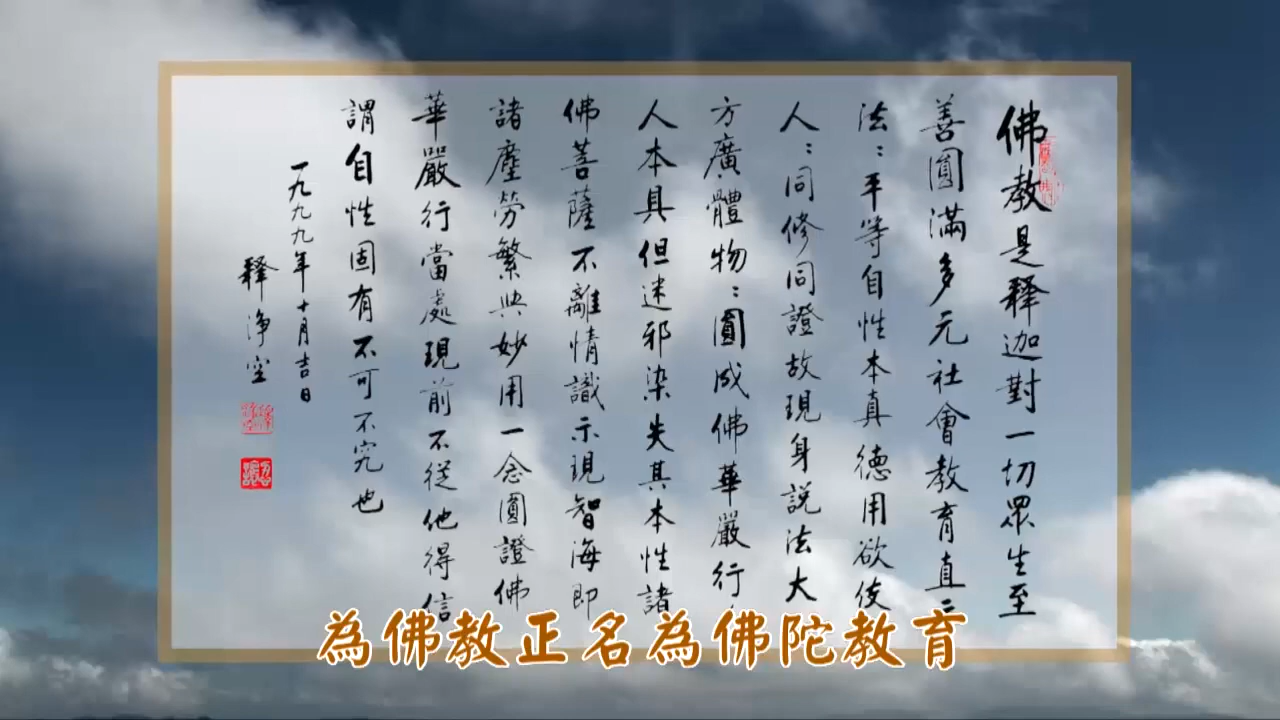 佛教是釋迦對一切眾生至
善圓滿多元社會教育直二
法：平等自性本真德用欲使
人：同修同證故現身說法大
方廣體物：圓成佛華嚴行
人本具但迷邪染失其本性諸
佛菩薩不離情識示現智海即
諸塵勞繁興妙用一念圓證佛
華嚴行當處現前不從他得信
謂自性固有不可不究也
一九九九年十月吉日
釋淨空
為佛教正名為佛陀教育